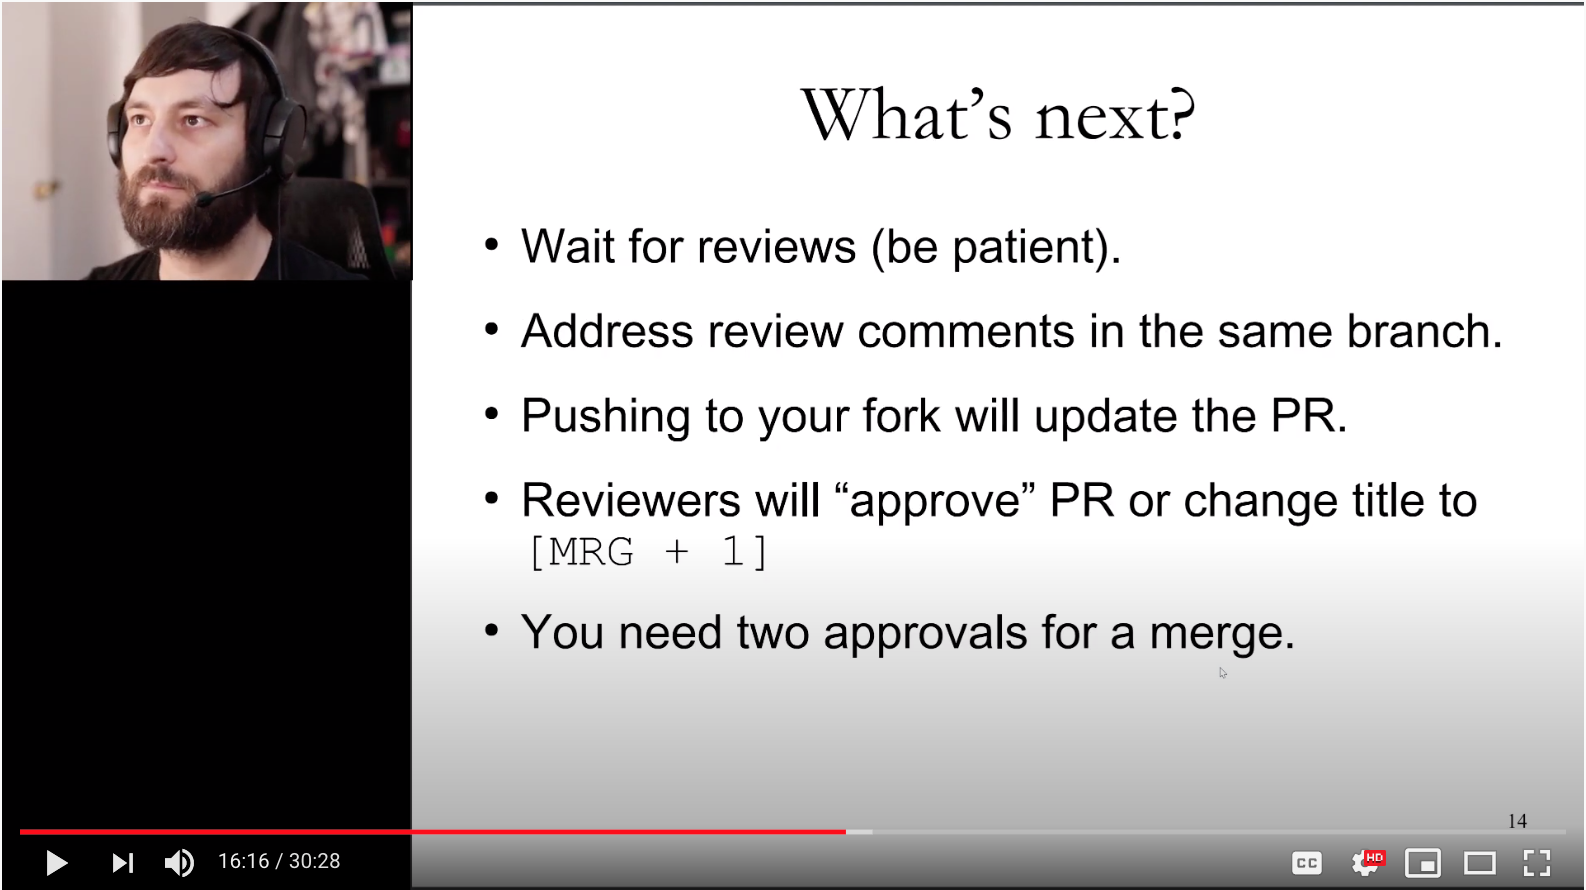 What's next?
• Wait for reviews (be patient).
• Address review comments in the same branch.
• Pushing to your fork will update the PR.
• Reviewers will “approve” PR or change title to
[MRG + 1]
• You need two approvals for a merge.
14
16:16 / 30:28
CC
HD